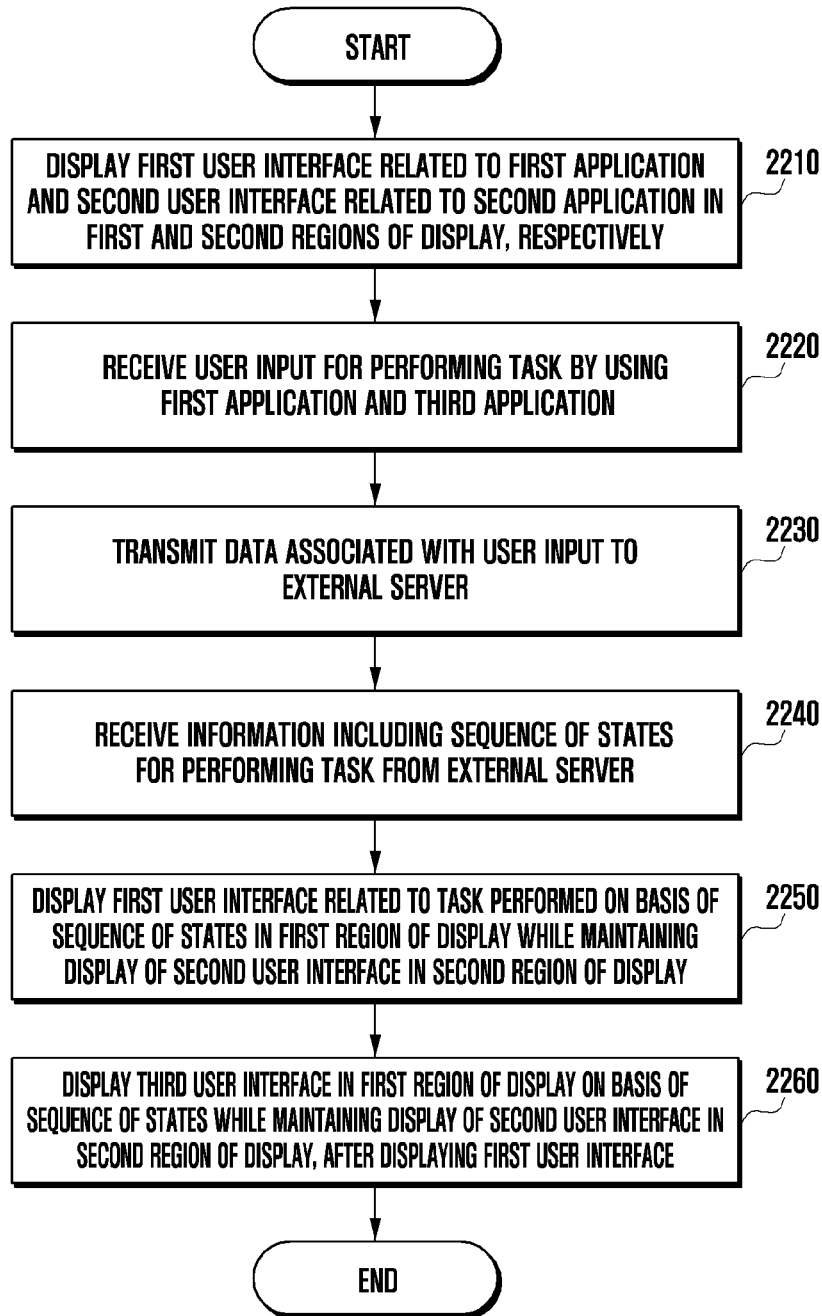 START
DISPLAY FIRST USER INTERFACE RELATED TO FIRST APPLICATION
AND SECOND USER INTERFACE RELATED TO SECOND APPLICATION IN
FIRST AND SECOND REGIONS OF DISPLAY, RESPECTIVELY
2210
RECEIVE USER INPUT FOR PERFORMING TASK BY USING
FIRST APPLICATION AND THIRD APPLICATION
2220
TRANSMIT DATA ASSOCIATED WITH USER INPUT TO
EXTERNAL SERVER
2230
RECEIVE INFORMATION INCLUDING SEQUENCE OF STATES
FOR PERFORMING TASK FROM EXTERNAL SERVER
2240
DISPLAY FIRST USER INTERFACE RELATED TO TASK PERFORMED ON BASIS OF
SEQUENCE OF STATES IN FIRST REGION OF DISPLAY WHILE MAINTAINING
DISPLAY OF SECOND USER INTERFACE IN SECOND REGION OF DISPLAY
2250
DISPLAY THIRD USER INTERFACE IN FIRST REGION OF DISPLAY ON BASIS OF
SEQUENCE OF STATES WHILE MAINTAINING DISPLAY OF SECOND USER INTERFACE IN
SECOND REGION OF DISPLAY, AFTER DISPLAYING FIRST USER INTERFACE
2260
END